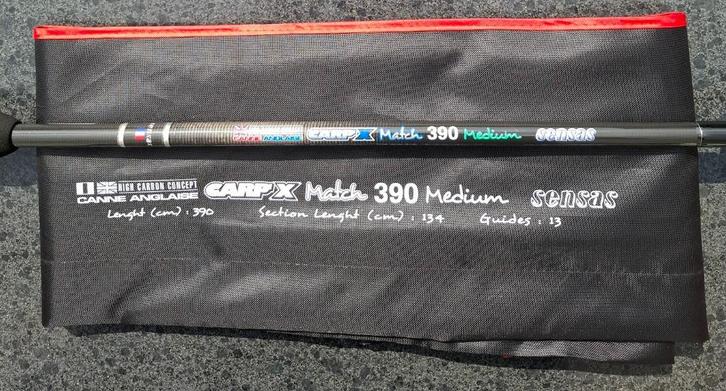 CARP X Match 390 Medium sensas
HIGH CARBON CONCEPT
CANNE ANGLAISE CARP X Match 390 Medium sensas
Lenght (cm) : 390 Section Lenght (cm) : 134 Guides : 13